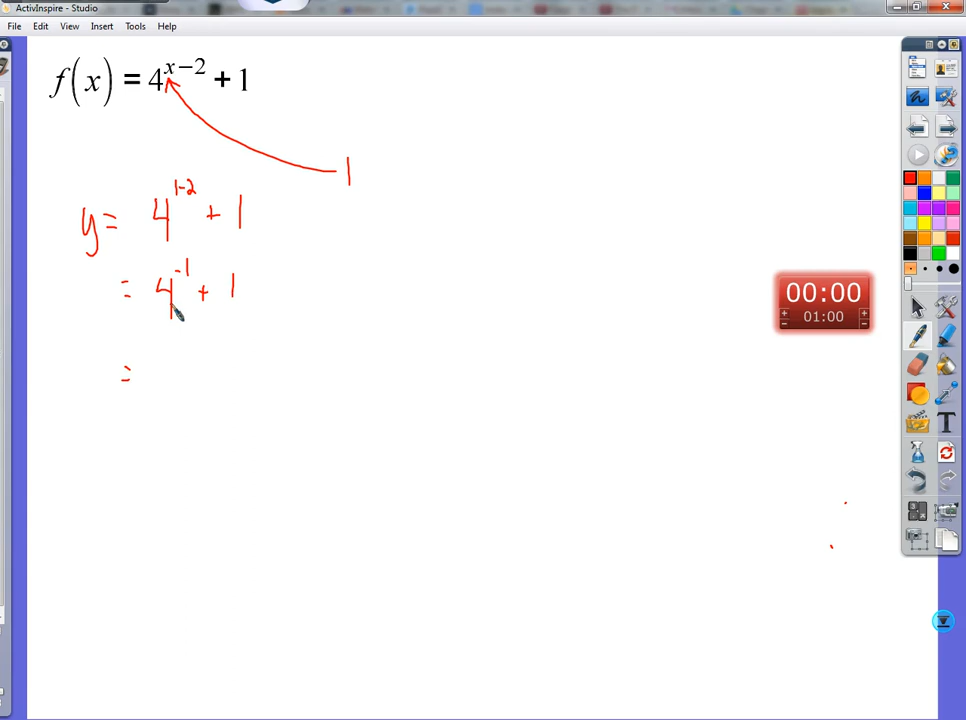 ActivInspire - Studio
File Edit View Insert Tools Help
f(x) = 4^{x-2} + 1
1
y = 4^{1-2} + 1
= 4^{-1} + 1
=
00:00
01:00
T